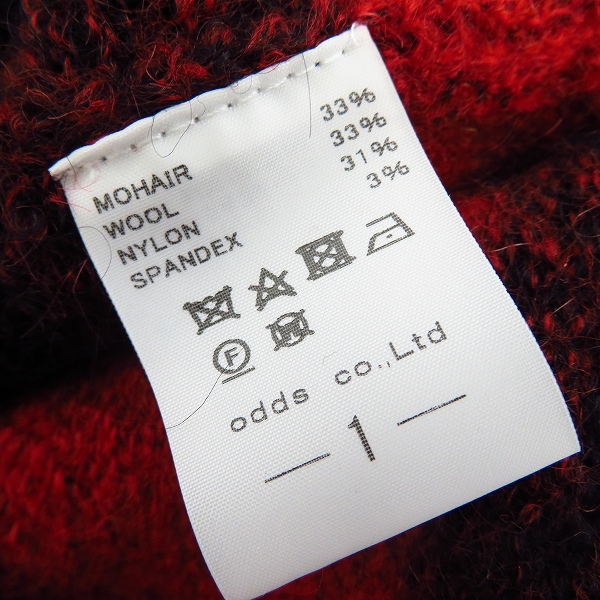 MOHAIR 33%
WOOL 33%
NYLON 31%
SPANDEX 3%
F
odds co.,Ltd
— 1 —